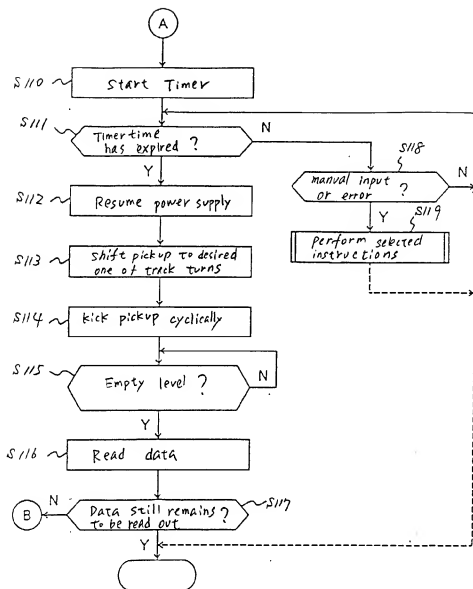 A
S110
Start Timer
S111
Timer time
has expired ?
N
Y
S118
manual input
or error ?
N
Y
S112
Resume power supply
S119
perform selected
instructions
S113
shift pickup to desired
one of track turns
S114
kick pickup cyclically
S115
Empty level ?
N
Y
S116
Read data
S117
B
N
Data still remains
to be read out ?
Y